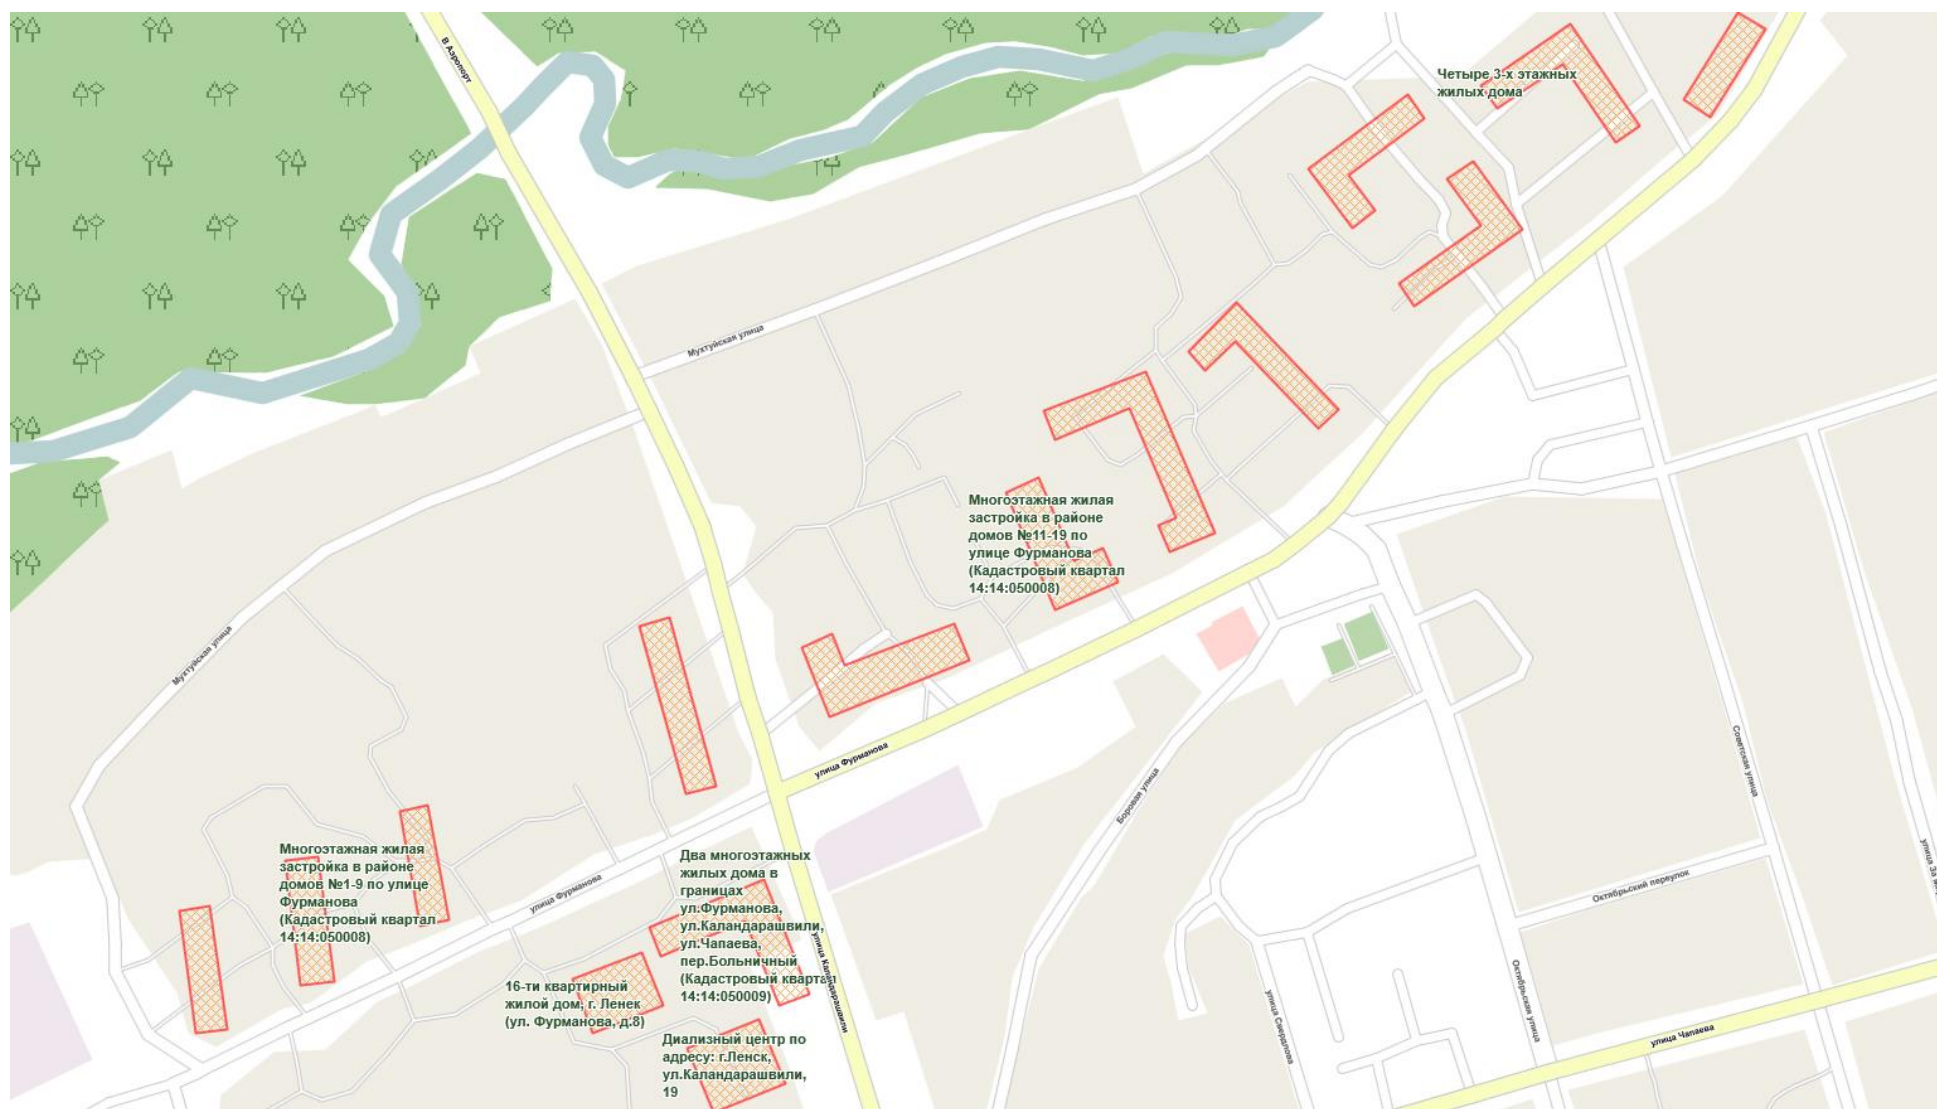 В Аэропорт
Четыре 3-х этажных
жилых дома
Мухтуйская улица
Многоэтажная жилая
застройка в районе
домов №11-19 по
улице Фурманова
(Кадастровый квартал
14:14:050008)
Мухтуйская улица
улица Фурманова
Советская улица
Боровая улица
Многоэтажная жилая
застройка в районе
домов №1-9 по улице
Фурманова
(Кадастровый квартал
14:14:050008)
улица Фурманова
Два многоэтажных
жилых дома в
границах
ул.Фурманова,
ул.Каландарашвили,
ул.Чапаева,
пер.Больничный
(Кадастровый квартал
14:14:050009)
улица Каландарашвили
Октябрьский переулок
улица За
16-ти квартирный
жилой дом, г. Ленек
(ул. Фурманова, д.8)
Октябрьская улица
улица Свердлова
улица Чапаева
Диализный центр по
адресу: г.Ленск,
ул.Каландарашвили,
19